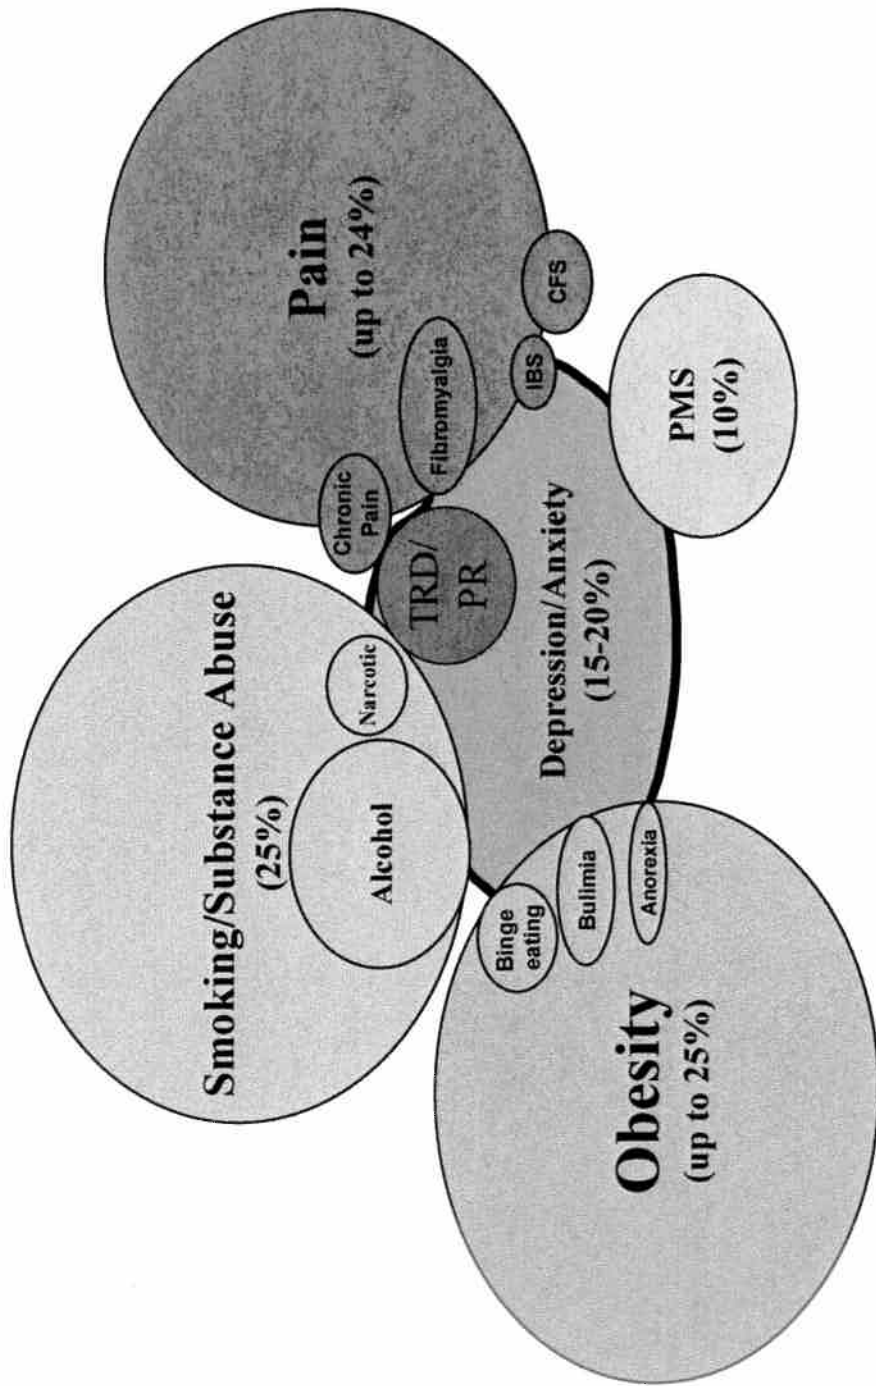 Smoking/Substance Abuse
(25%)
Alcohol
Narcotic
Pain
(up to 24%)
Chronic
Pain
Fibromyalgia
IBS
CFS
TRD/
PR
Depression/Anxiety
(15-20%)
Obesity
(up to 25%)
Binge
eating
Bulimia
Anorexia
PMS
(10%)